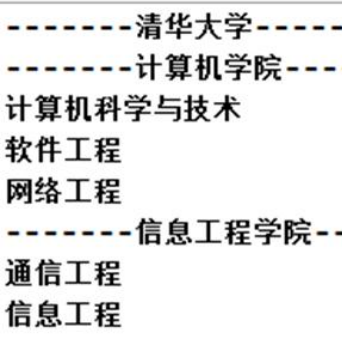 -------清华大学-----
-------计算机学院---
计算机科学与技术
软件工程
网络工程
-------信息工程学院--
通信工程
信息工程